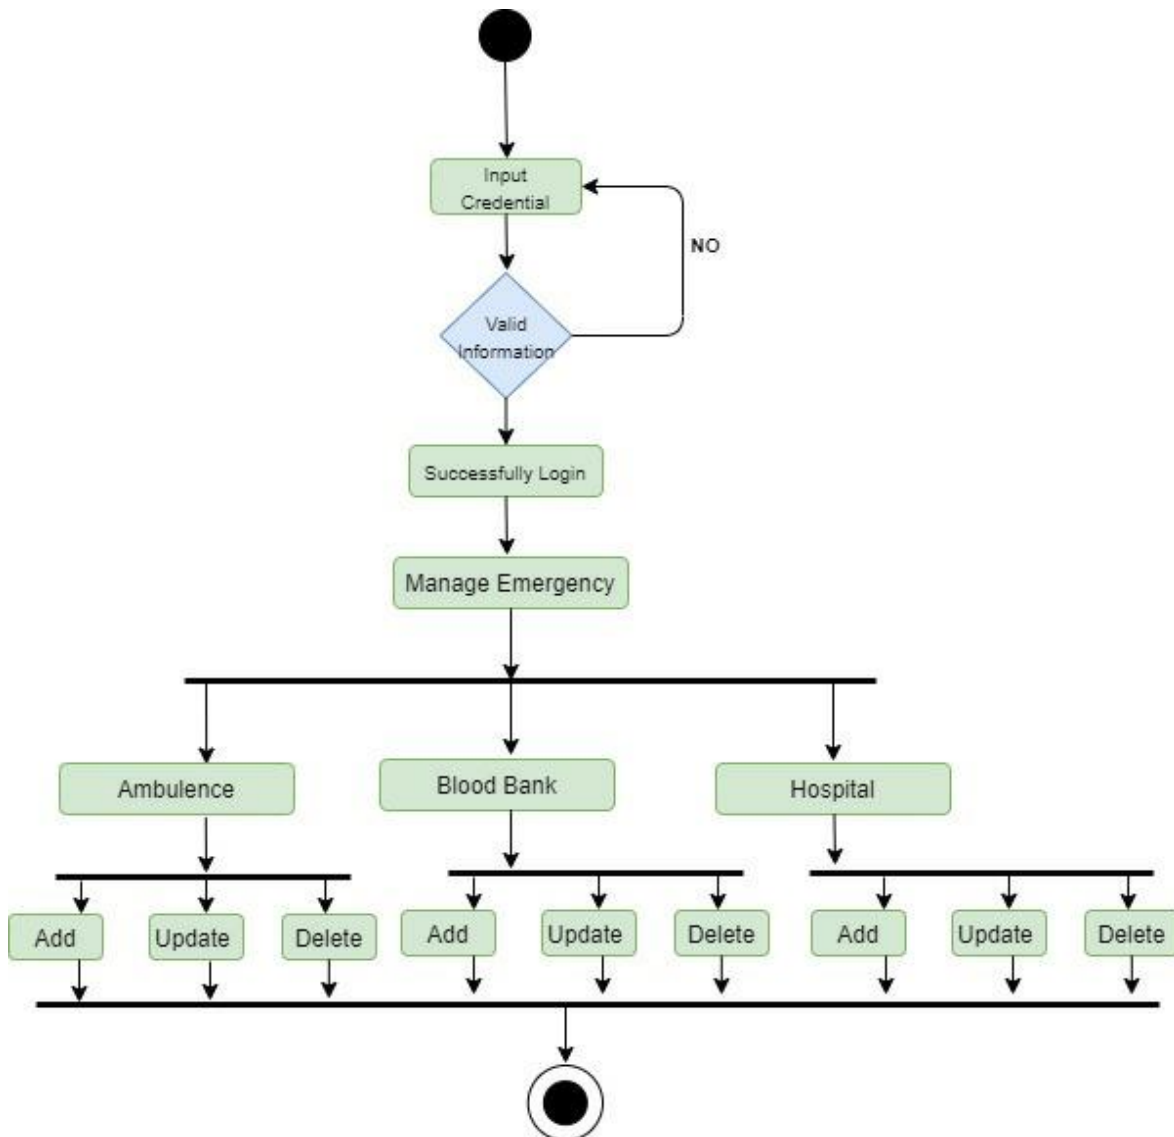 Input
Credential
NO
Valid
Information
Successfully Login
Manage Emergency
Ambulence
Blood Bank
Hospital
Add
Update
Delete
Add
Update
Delete
Add
Update
Delete